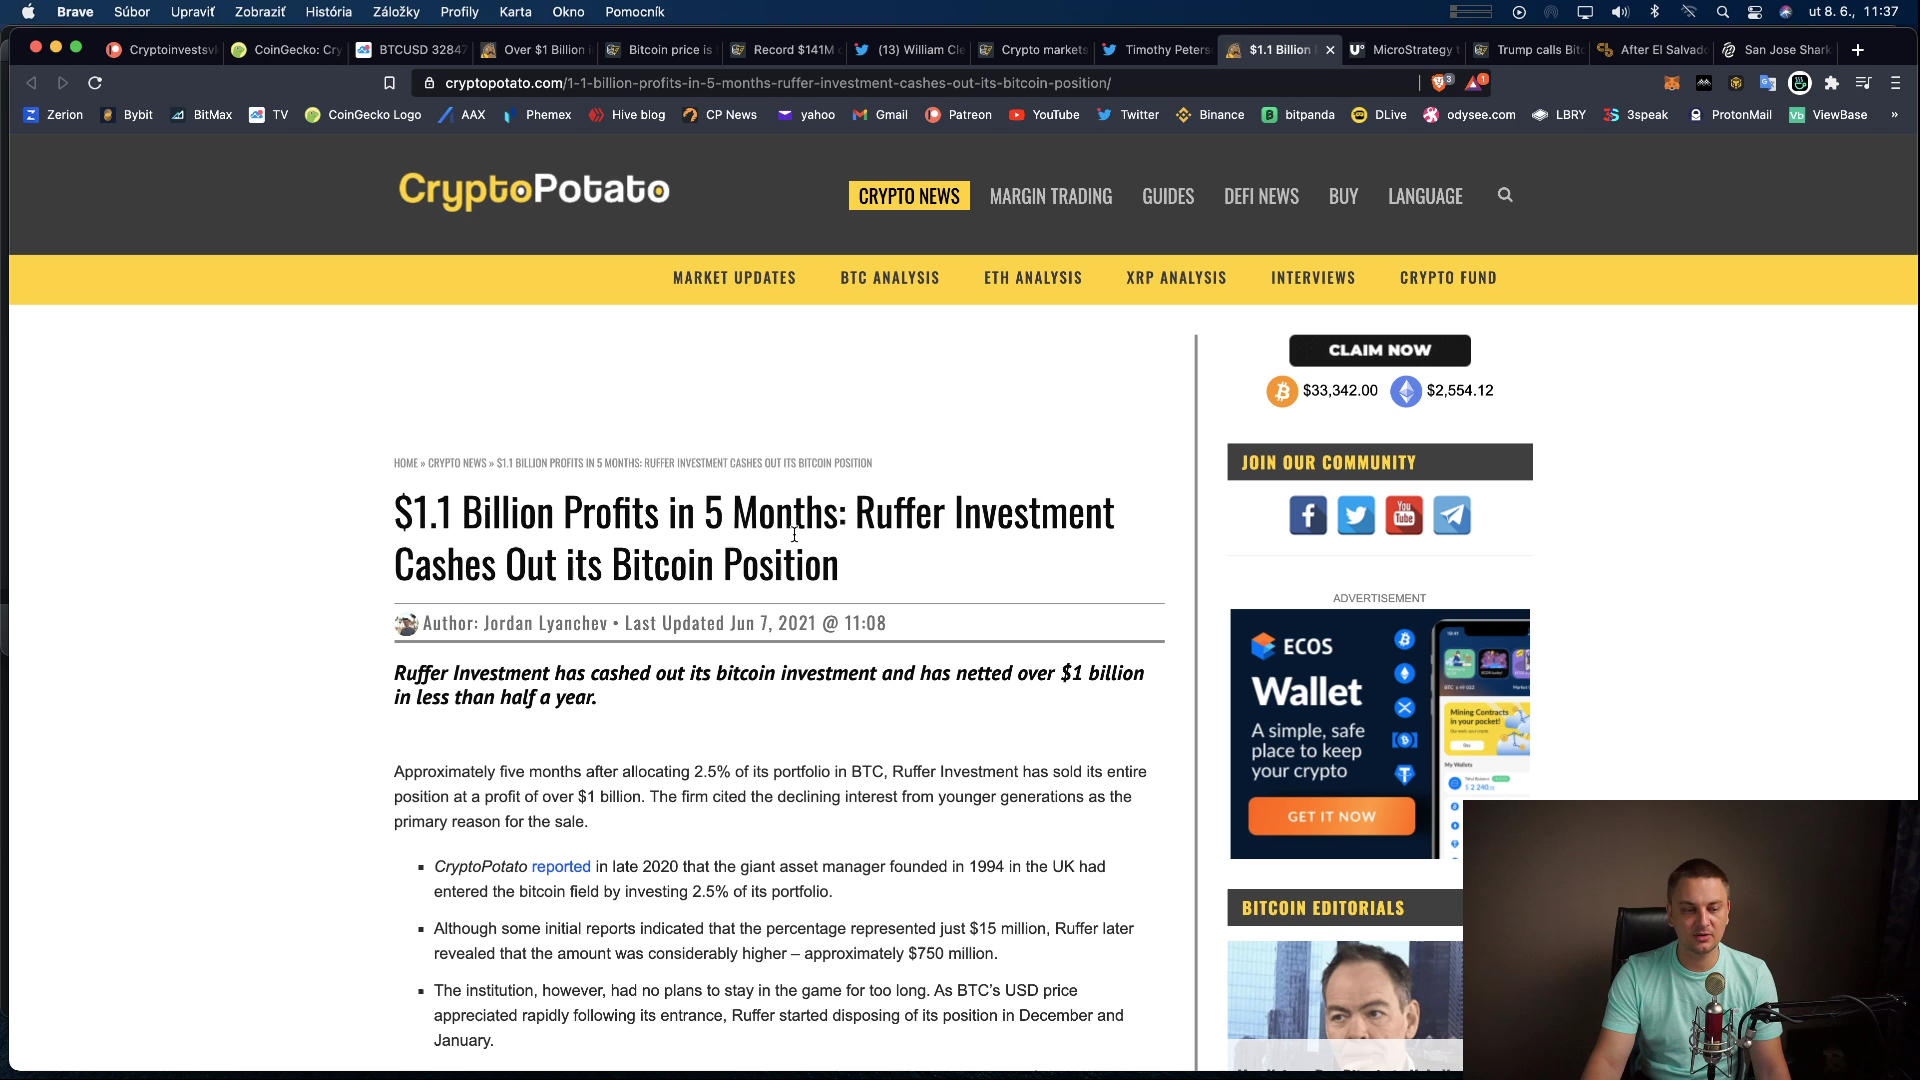 Brave Súbor Upraviť Zobraziť História Záložky Profily Karta Okno Pomocník ut 8. 6., 11:37
Cryptoinvestsv CoinGecko: Cry BTCUSD 32847 Over $1 Billion i Bitcoin price is Record $141M (13) William Cle Crypto markets Timothy Peters $1.1 Billion MicroStrategy t Trump calls Bitc After El Salvado San Jose Shark
cryptopotato.com/1-1-billion-profits-in-5-months-ruffer-investment-cashes-out-its-bitcoin-position/
Zerion Bybit BitMax TV CoinGecko Logo AAX Phemex Hive blog CP News yahoo Gmail Patreon YouTube Twitter Binance bitpanda DLive odysee.com LBRY 3speak ProtonMail ViewBase »
CryptoPotato
CRYPTO NEWS MARGIN TRADING GUIDES DEFI NEWS BUY LANGUAGE
MARKET UPDATES BTC ANALYSIS ETH ANALYSIS XRP ANALYSIS INTERVIEWS CRYPTO FUND
CLAIM NOW
$33,342.00 $2,554.12
JOIN OUR COMMUNITY
HOME » CRYPTO NEWS » $1.1 BILLION PROFITS IN 5 MONTHS: RUFFER INVESTMENT CASHES OUT ITS BITCOIN POSITION
$1.1 Billion Profits in 5 Months: Ruffer Investment
Cashes Out its Bitcoin Position
Author: Jordan Lyanchev • Last Updated Jun 7, 2021 @ 11:08
Ruffer Investment has cashed out its bitcoin investment and has netted over $1 billion
in less than half a year.
Approximately five months after allocating 2.5% of its portfolio in BTC, Ruffer Investment has sold its entire
position at a profit of over $1 billion. The firm cited the declining interest from younger generations as the
primary reason for the sale.
▪ CryptoPotato reported in late 2020 that the giant asset manager founded in 1994 in the UK had
entered the bitcoin field by investing 2.5% of its portfolio.
▪ Although some initial reports indicated that the percentage represented just $15 million, Ruffer later
revealed that the amount was considerably higher – approximately $750 million.
▪ The institution, however, had no plans to stay in the game for too long. As BTC's USD price
appreciated rapidly following its entrance, Ruffer started disposing of its position in December and
January.
You
Tube
ADVERTISEMENT
ECOS
Wallet
A simple, safe
place to keep
your crypto
GET IT NOW
Mining Contracts
in your pocket!
My Wallets
$ 2 240
BITCOIN EDITORIALS